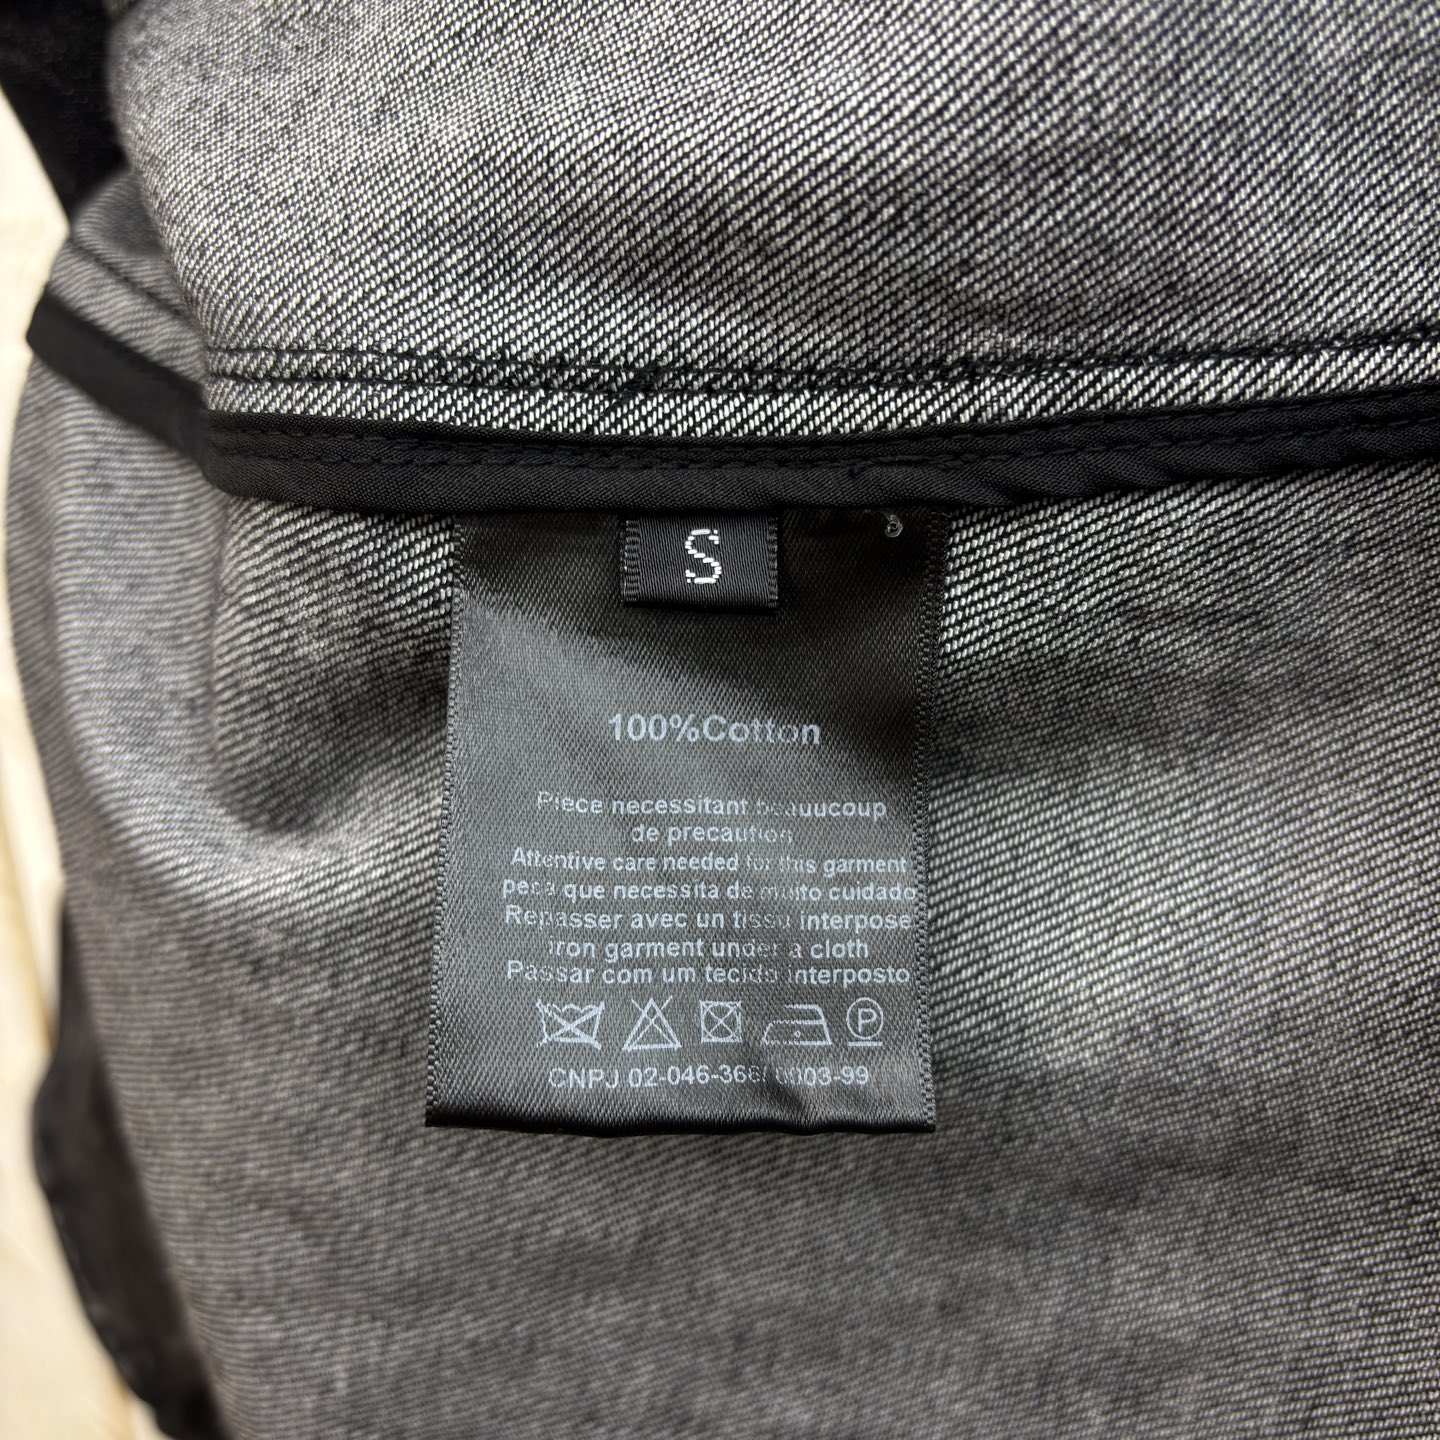 S
100%Cotton
Piece necessitant beauucoup
de precaution
Attentive care needed for this garment
peca que necessita de muito cuidado
Repasser avec un tissu interpose
iron garment under a cloth
Passar com um tecido interposto
P
CNPJ 02-046-366/0003-99